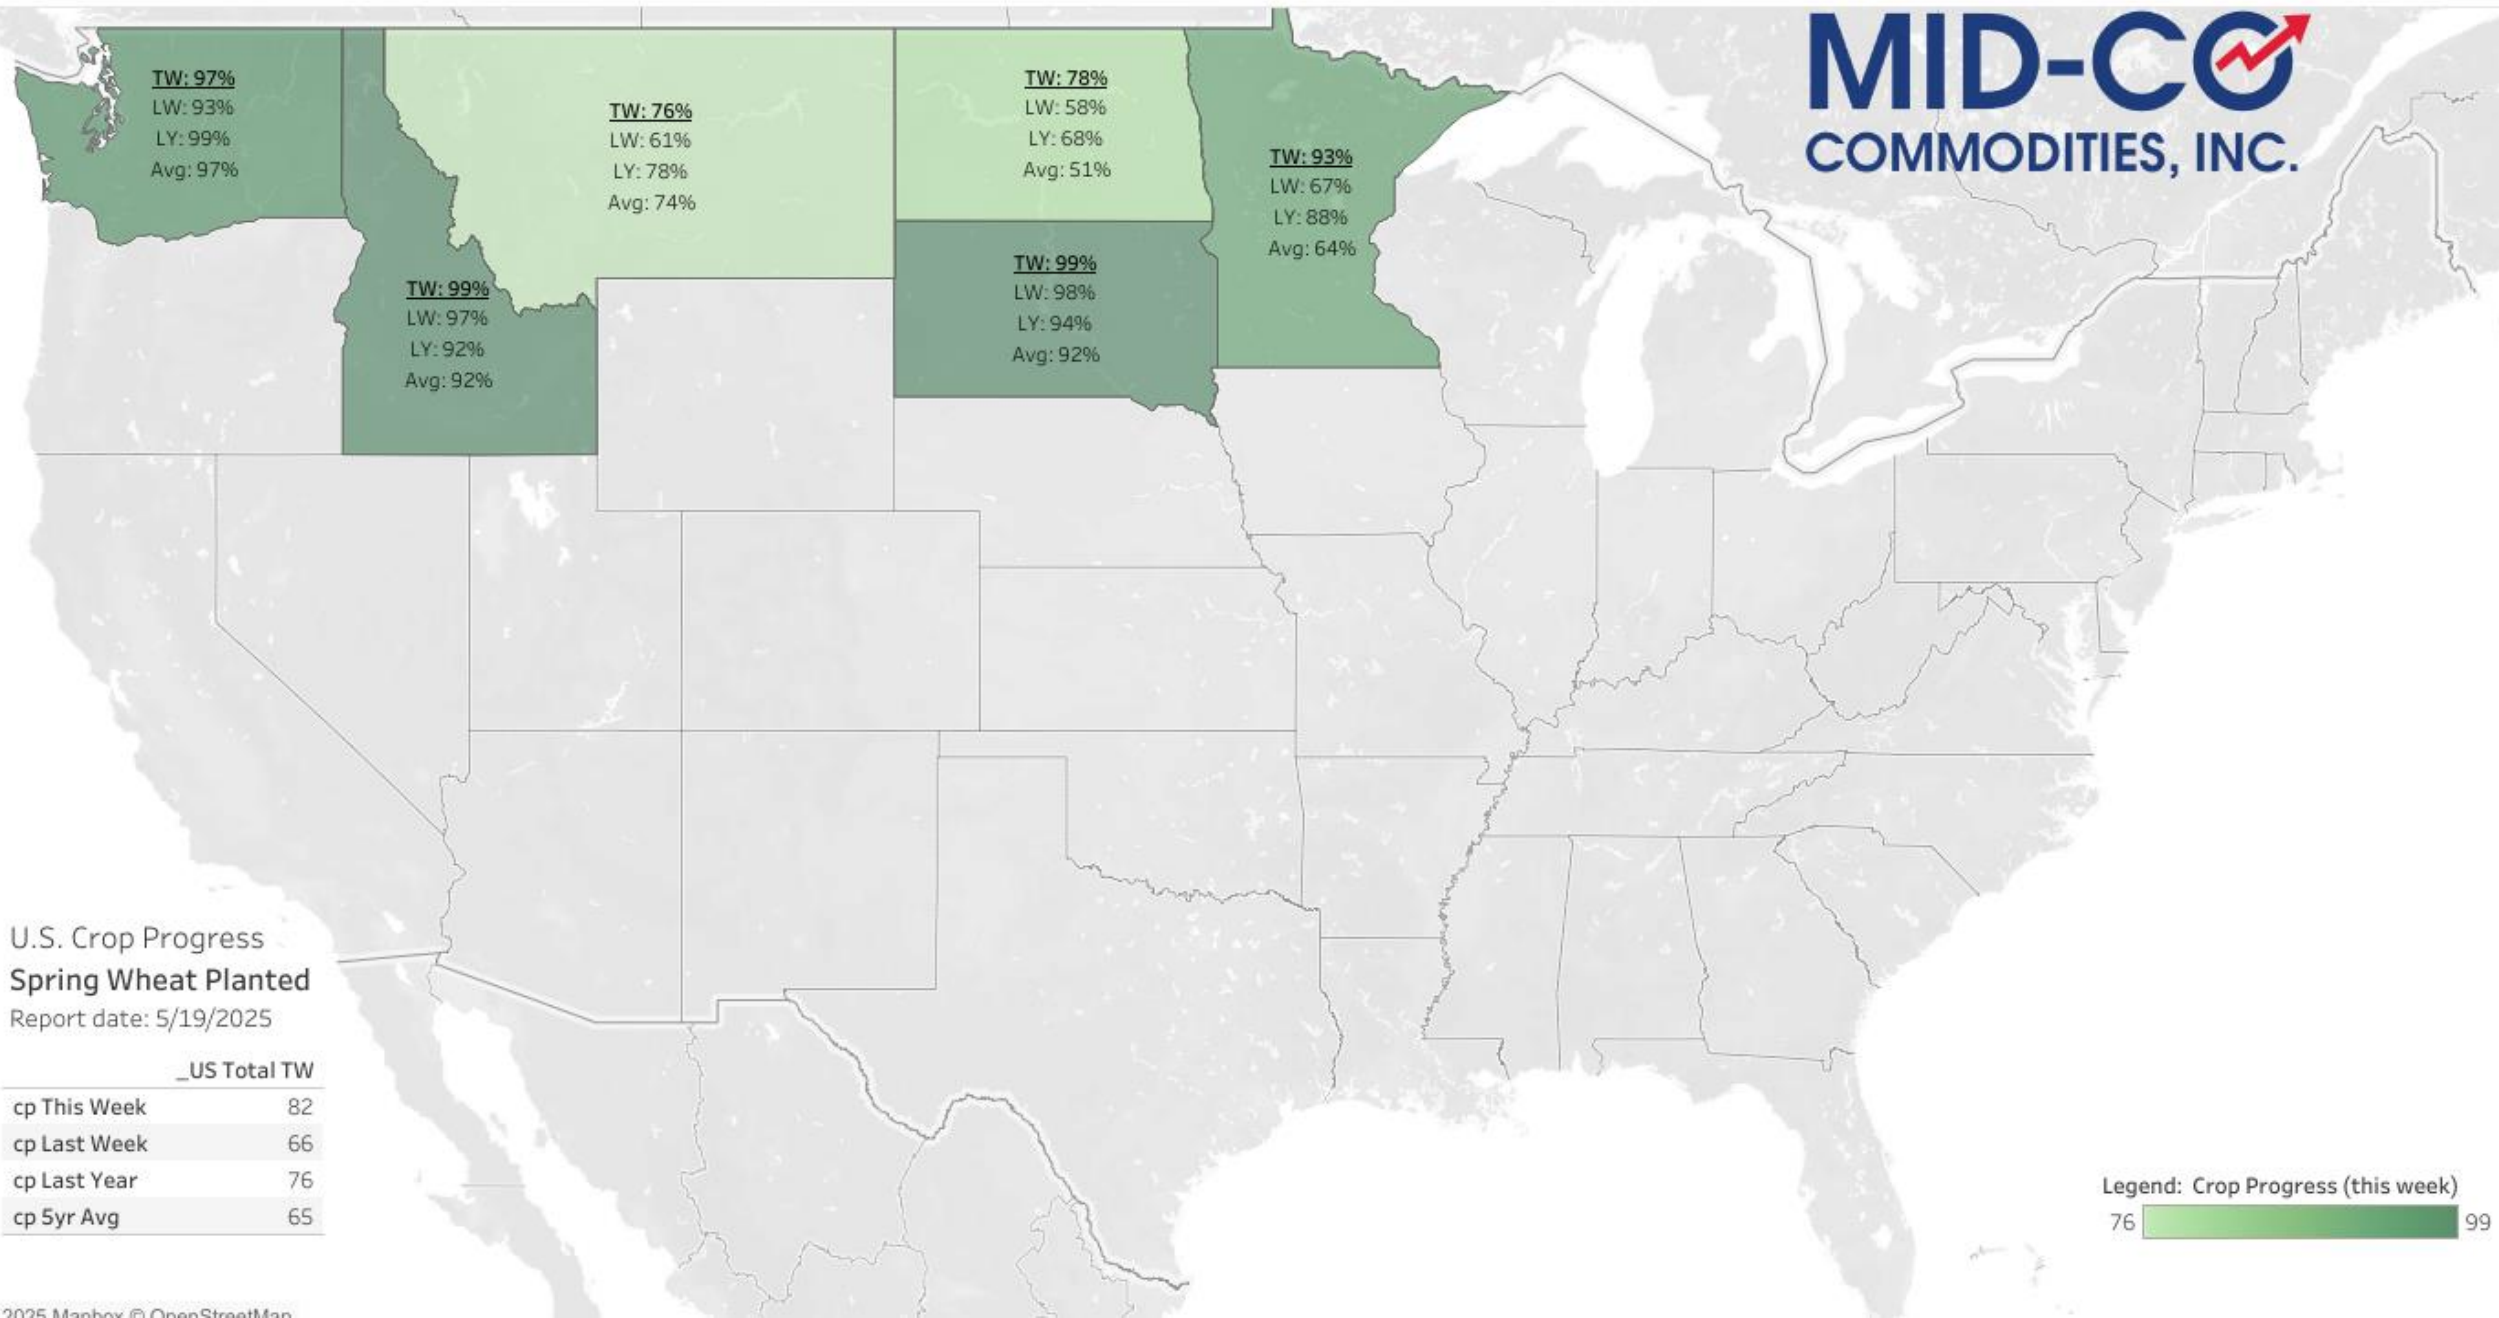 MID-CO
COMMODITIES, INC.
TW: 97%
LW: 93%
LY: 99%
Avg: 97%
TW: 76%
LW: 61%
LY: 78%
Avg: 74%
TW: 78%
LW: 58%
LY: 68%
Avg: 51%
TW: 93%
LW: 67%
LY: 88%
Avg: 64%
TW: 99%
LW: 97%
LY: 92%
Avg: 92%
TW: 99%
LW: 98%
LY: 94%
Avg: 92%
U.S. Crop Progress
Spring Wheat Planted
Report date: 5/19/2025
_US Total TW
cp This Week 82
cp Last Week 66
cp Last Year 76
cp 5yr Avg 65
Legend: Crop Progress (this week)
76 99
2025 Mapbox © OpenStreetMap